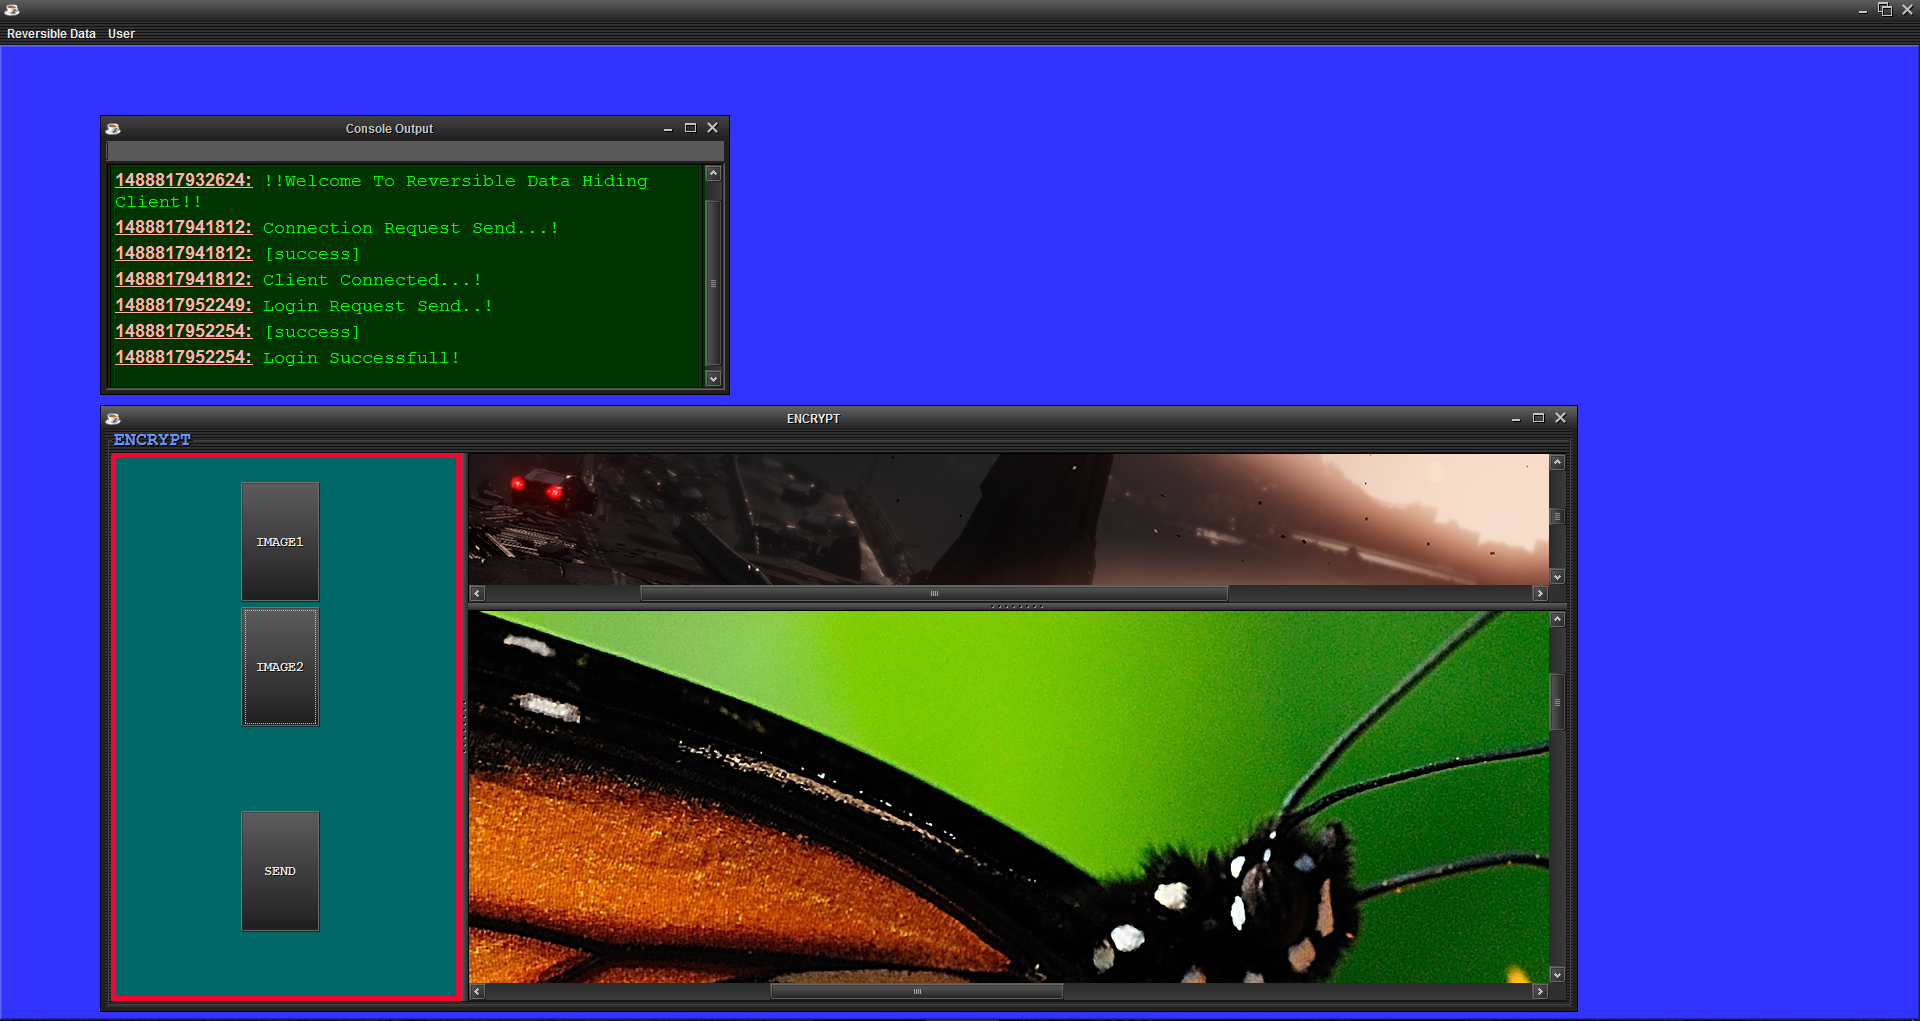 Reversible Data User
Console Output
1488817932624: !!Welcome To Reversible Data Hiding
Client!!
1488817941812: Connection Request Send...!
1488817941812: [success]
1488817941812: Client Connected...!
1488817952249: Login Request Send..!
1488817952254: [success]
1488817952254: Login Successfull!
ENCRYPT
ENCRYPT
IMAGE1
IMAGE2
SEND